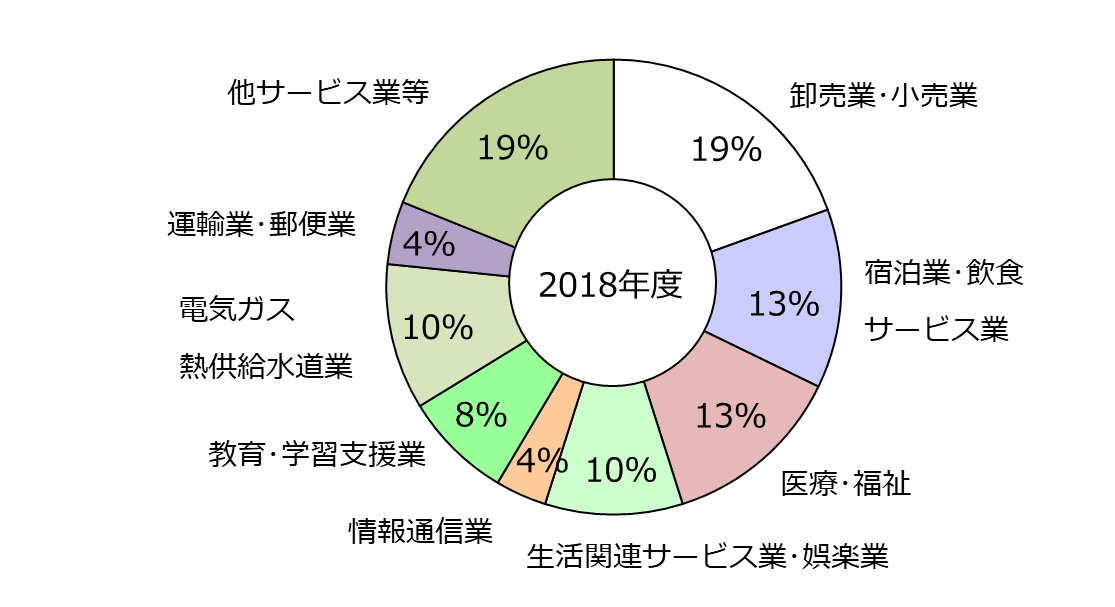 卸売業･小売業
19%
宿泊業･飲食
サービス業
13%
医療･福祉
13%
生活関連サービス業･娯楽業
10%
情報通信業
4%
教育･学習支援業
8%
電気ガス
熱供給水道業
10%
運輸業･郵便業
4%
他サービス業等
19%
2018年度